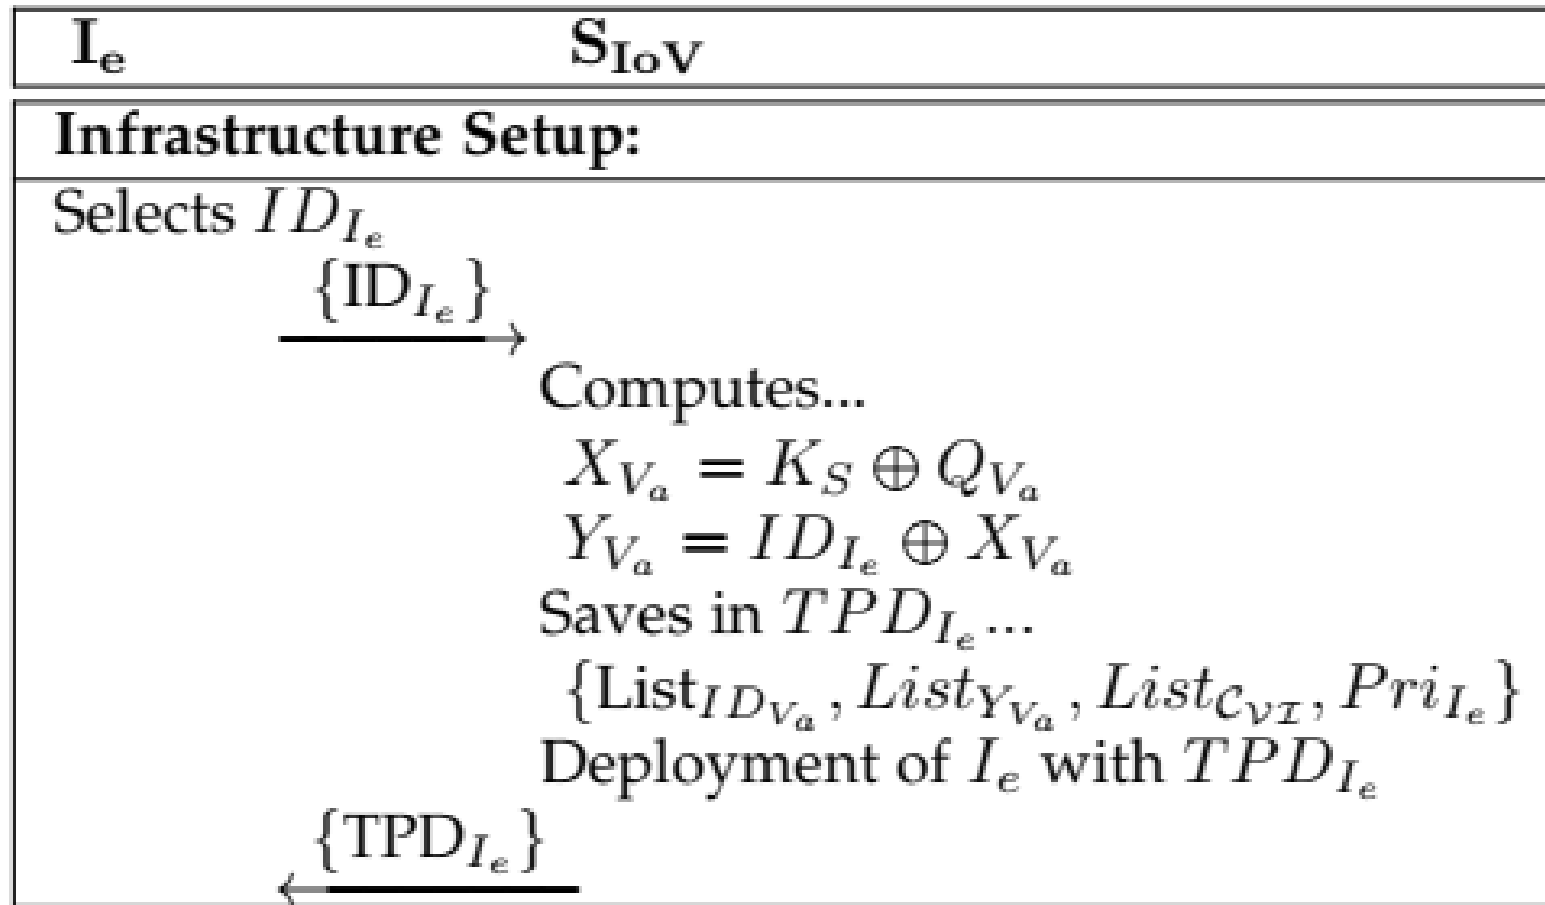 I_e S_IoV
Infrastructure Setup:
Selects ID_{I_e}
{ID_{I_e}}
Computes...
X_{V_a} = K_S ⊕ Q_{V_a}
Y_{V_a} = ID_{I_e} ⊕ X_{V_a}
Saves in TPD_{I_e}...
{List_{ID_{V_a}}, List_{Y_{V_a}}, List_{C_{VI}}, Pri_{I_e}}
Deployment of I_e with TPD_{I_e}
{TPD_{I_e}}